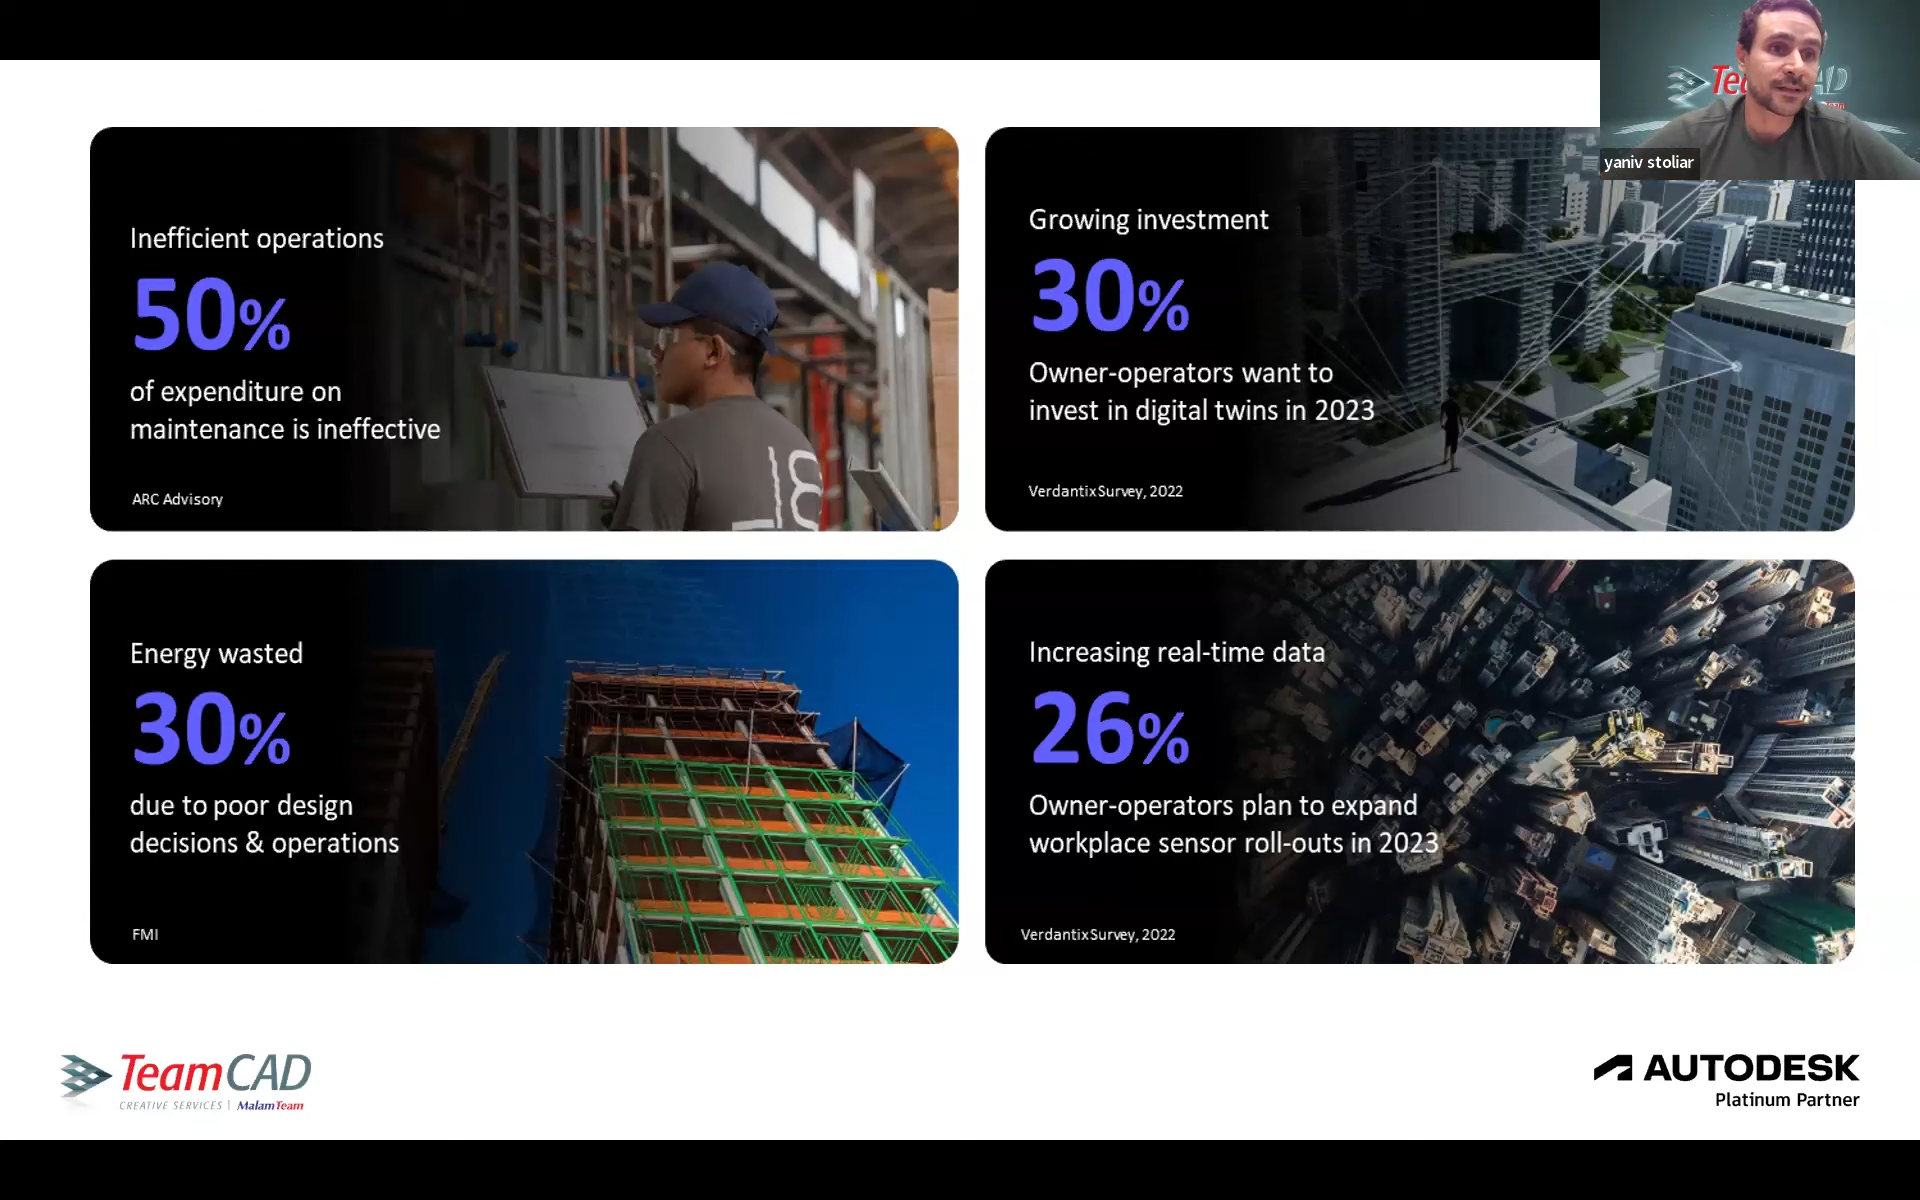 yaniv stoliar
Inefficient operations
50%
of expenditure on
maintenance is ineffective
ARC Advisory
Growing investment
30%
Owner-operators want to
invest in digital twins in 2023
Verdantix Survey, 2022
Energy wasted
30%
due to poor design
decisions & operations
FMI
Increasing real-time data
26%
Owner-operators plan to expand
workplace sensor roll-outs in 2023
Verdantix Survey, 2022
TeamCAD
CREATIVE SERVICES | MalamTeam
AUTODESK
Platinum Partner